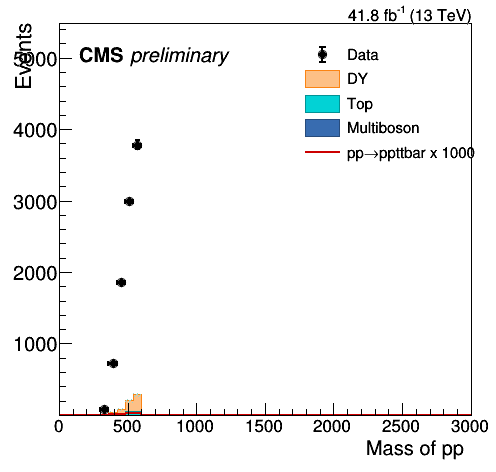 41.8 fb-1 (13 TeV)
Events
CMS preliminary
Data
DY
Top
Multiboson
pp→ppttbar x 1000
5000
4000
3000
2000
1000
0 500 1000 1500 2000 2500 3000
Mass of pp